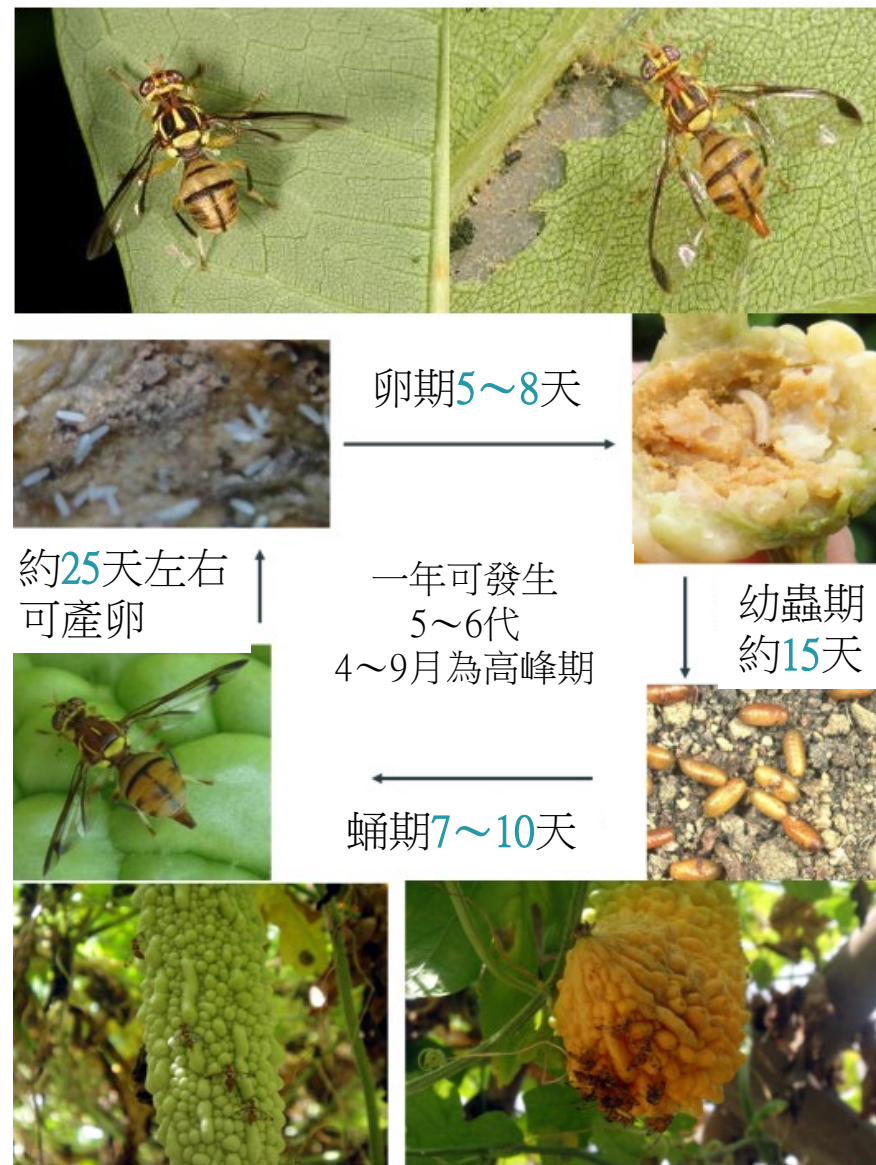 卵期5～8天
約25天左右
可產卵
一年可發生
5～6代
4～9月為高峰期
幼蟲期
約15天
蛹期7～10天